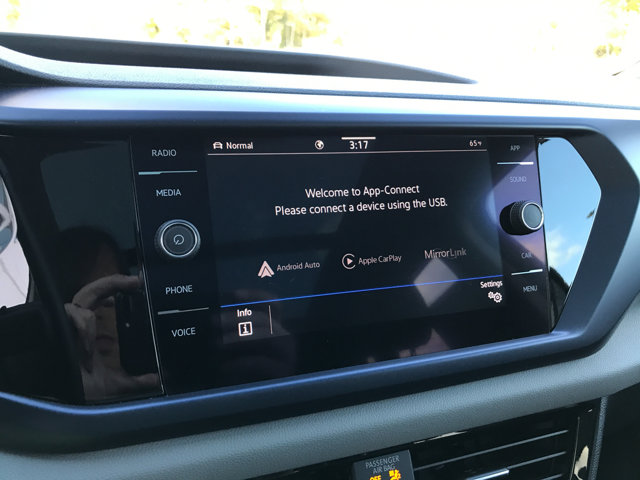 RADIO
MEDIA
PHONE
VOICE
Normal
3:17
65°F
Welcome to App-Connect
Please connect a device using the USB.
Android Auto
Apple CarPlay
MirrorLink
Settings
Info
i
APP
SOUND
CAR
MENU
PASSENGER
AIR BAG
OFF